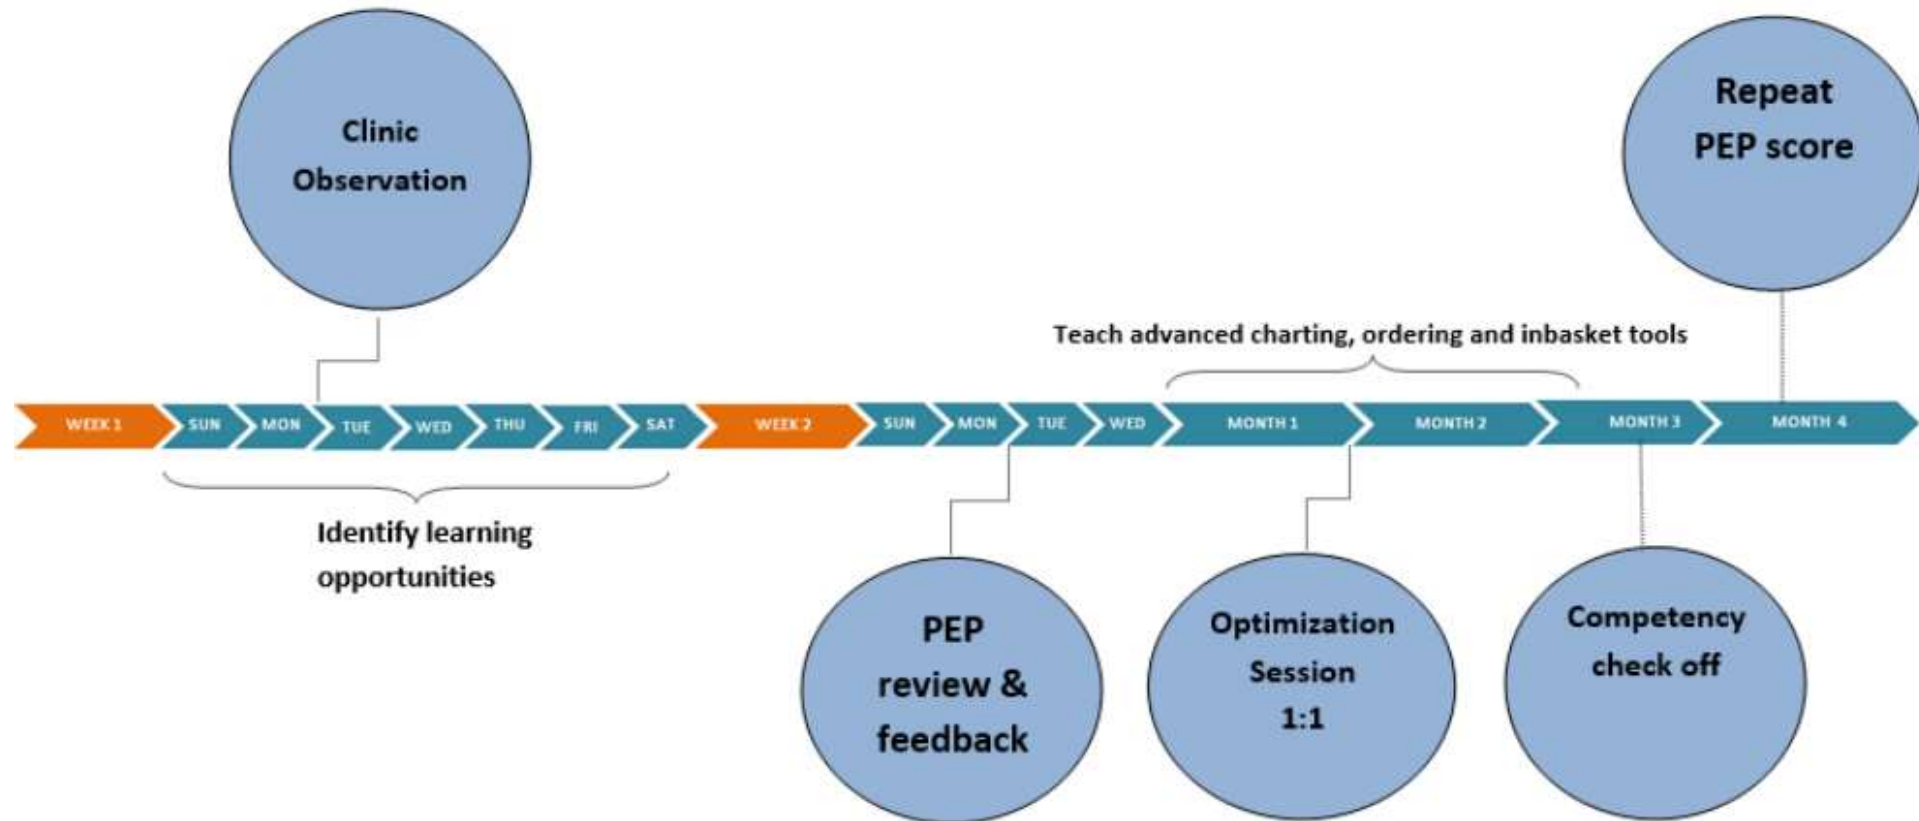 Clinic
Observation
Repeat
PEP score
Teach advanced charting, ordering and inbasket tools
WEEK 1
SUN
MON
TUE
WED
THU
FRI
SAT
WEEK 2
SUN
MON
TUE
WED
MONTH 1
MONTH 2
MONTH 3
MONTH 4
Identify learning
opportunities
PEP
review &
feedback
Optimization
Session
1:1
Competency
check off